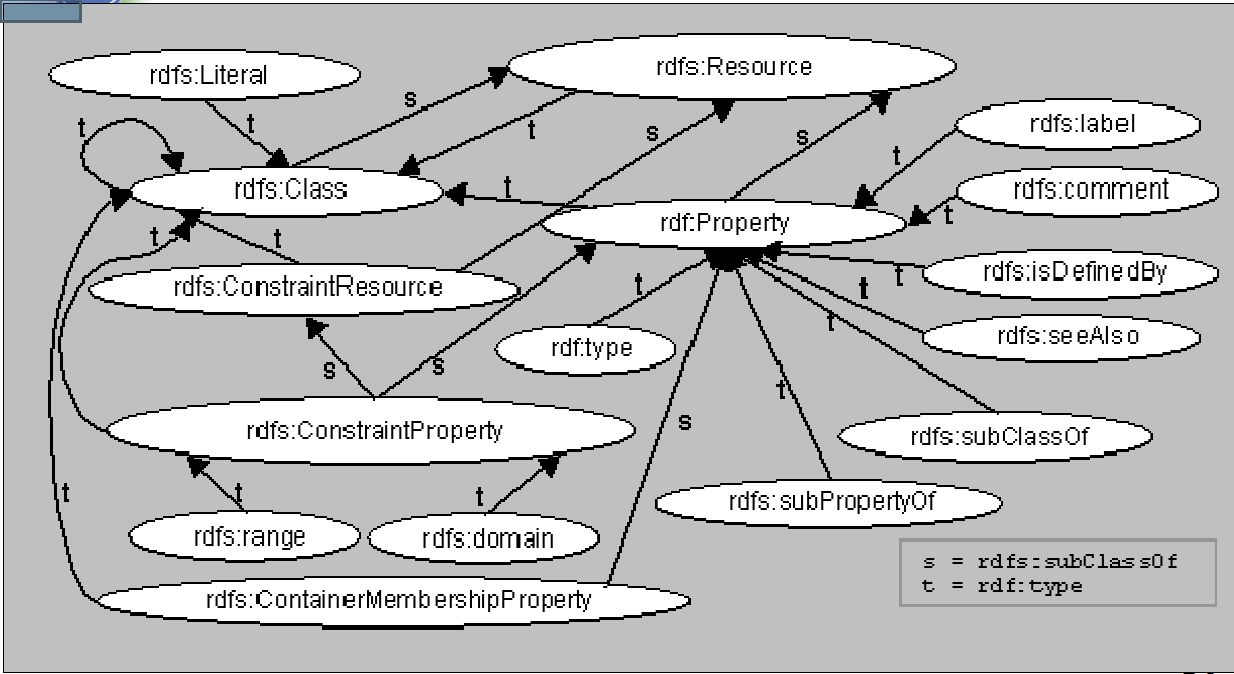 rdfs:Literal
rdfs:Resource
s
t
t
t
s
s
rdfs:label
t
rdfs:Class
t
rdfs:comment
t
rdf:Property
t
t
rdfs:ConstraintResource
t
t
t
rdfs:isDefinedBy
t
rdf:type
rdfs:seeAlso
s
s
t
rdfs:ConstraintProperty
s
rdfs:subClassOf
t
t
t
rdfs:subPropertyOf
rdfs:range
rdfs:domain
s = rdfs:subClassOf
t = rdf:type
rdfs:ContainerMembershipProperty